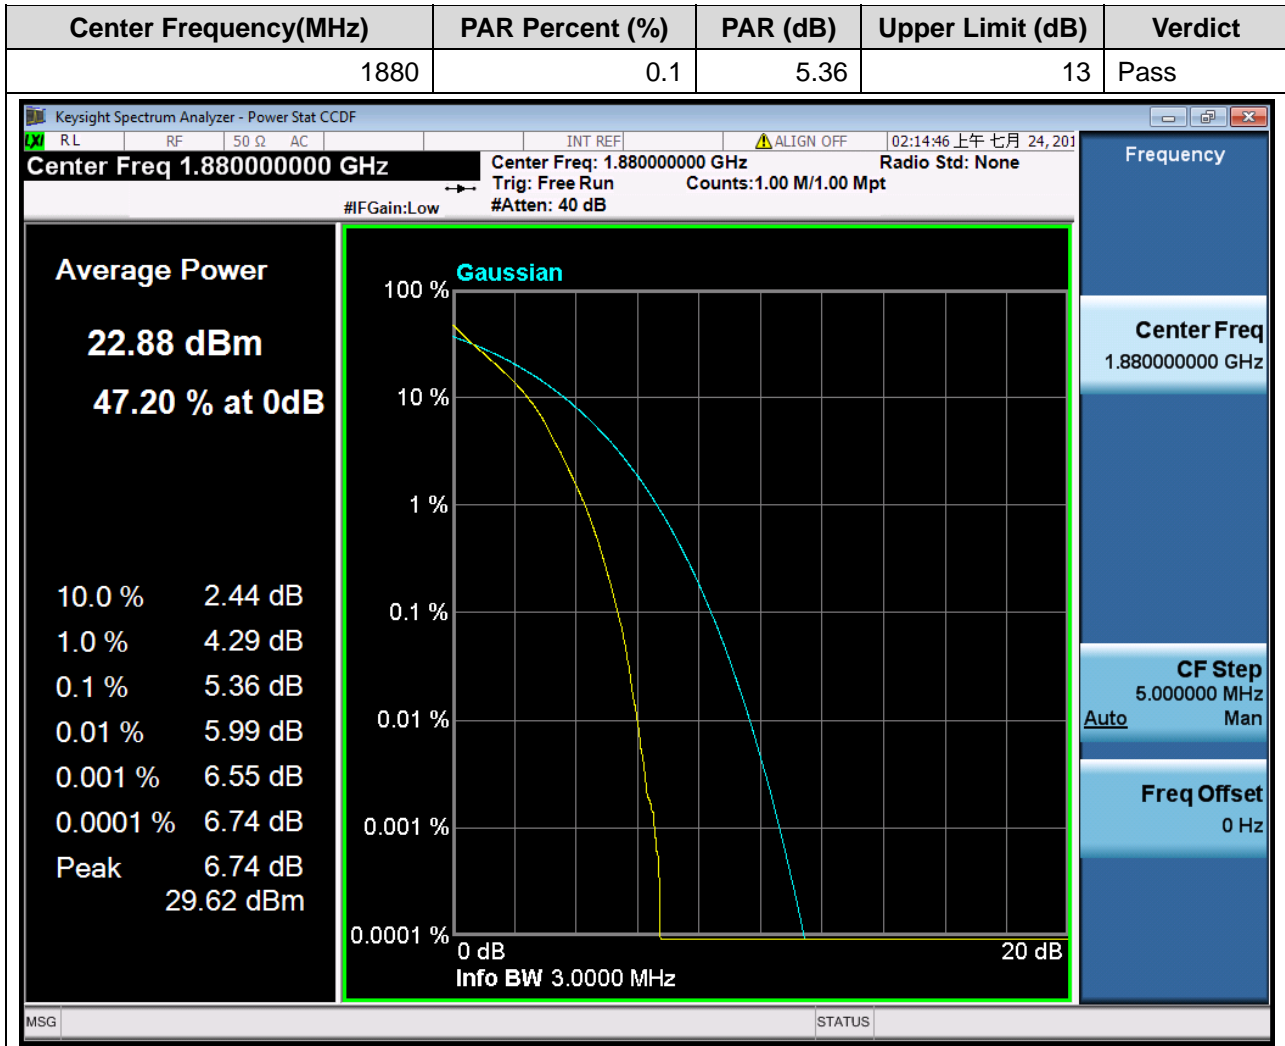 Center Frequency(MHz) PAR Percent (%) PAR (dB) Upper Limit (dB) Verdict
1880 0.1 5.36 13 Pass
Keysight Spectrum Analyzer - Power Stat CCDF
LXI RL RF 50 Ω AC INT REF ALIGN OFF 02:14:46 上午 七月 24, 201
Center Freq 1.880000000 GHz
Center Freq: 1.880000000 GHz Radio Std: None
Trig: Free Run Counts:1.00 M/1.00 Mpt
#IFGain:Low #Atten: 40 dB
Average Power
22.88 dBm
47.20 % at 0dB
10.0 % 2.44 dB
1.0 % 4.29 dB
0.1 % 5.36 dB
0.01 % 5.99 dB
0.001 % 6.55 dB
0.0001 % 6.74 dB
Peak 6.74 dB
29.62 dBm
Gaussian
100 %
10 %
1 %
0.1 %
0.01 %
0.001 %
0.0001 %
0 dB 20 dB
Info BW 3.0000 MHz
Frequency
Center Freq
1.880000000 GHz
CF Step
5.000000 MHz
Auto Man
Freq Offset
0 Hz
MSG STATUS